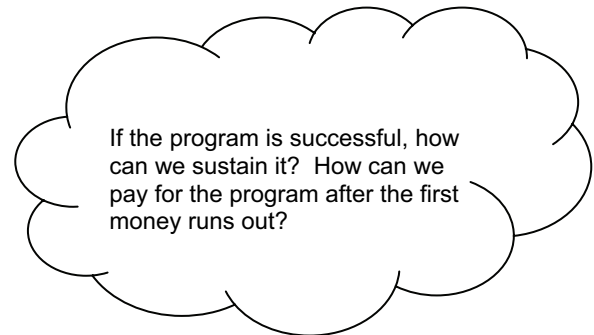 If the program is successful, how
can we sustain it?  How can we
pay for the program after the first
money runs out?